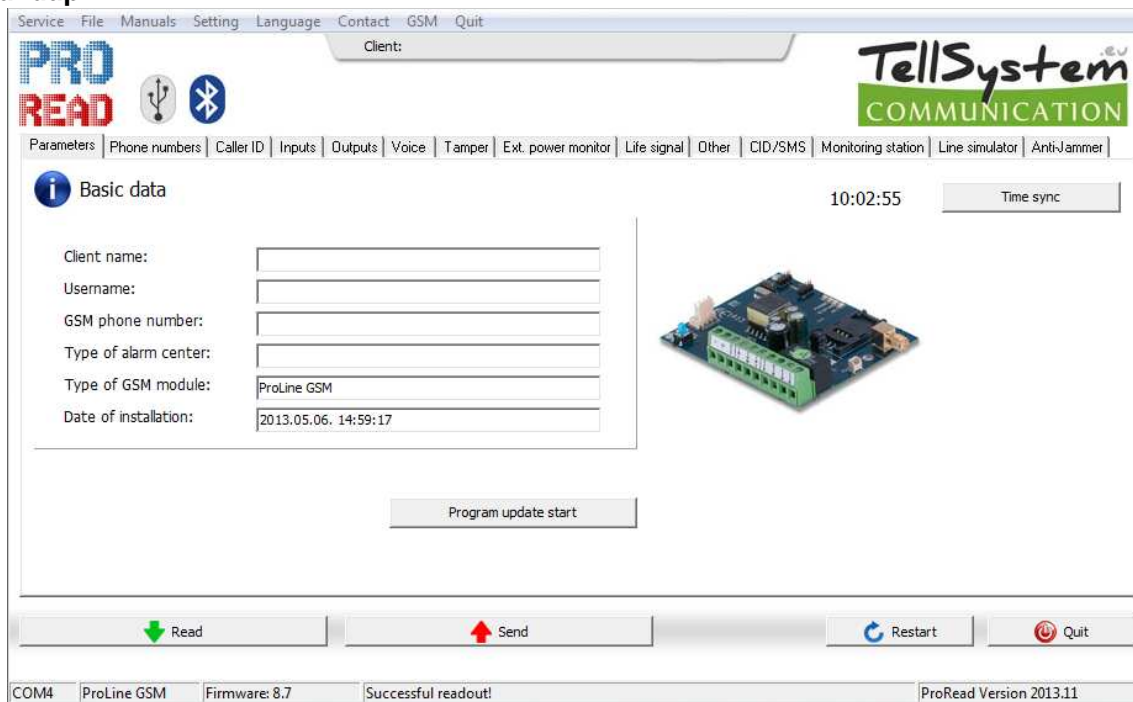 Service File Manuals Setting Language Contact GSM Quit
Client:
PRO
READ
TellSystem.eu
COMMUNICATION
Parameters Phone numbers Caller ID Inputs Outputs Voice Tamper Ext. power monitor Life signal Other CID/SMS Monitoring station Line simulator Anti-Jammer
Basic data
10:02:55 Time sync
Client name:
Username:
GSM phone number:
Type of alarm center:
Type of GSM module: ProLine GSM
Date of installation: 2013.05.06. 14:59:17
Program update start
Read Send Restart Quit
COM4 ProLine GSM Firmware: 8.7 Successful readout! ProRead Version 2013.11